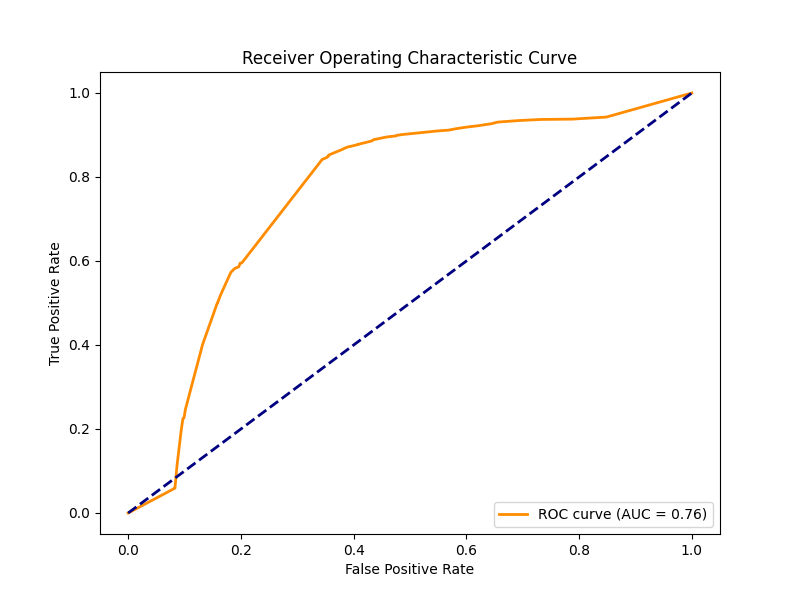 Receiver Operating Characteristic Curve
1.0
0.8
0.6
0.4
0.2
0.0
True Positive Rate
ROC curve (AUC = 0.76)
0.0 0.2 0.4 0.6 0.8 1.0
False Positive Rate